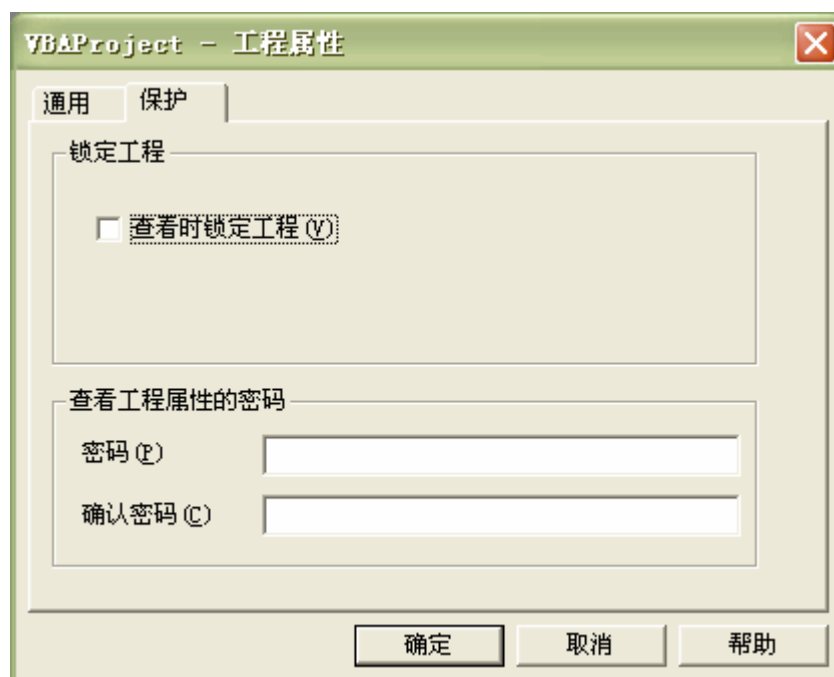 VBAProject - 工程属性
通用 保护
锁定工程
查看时锁定工程(V)
查看工程属性的密码
密码(P)
确认密码(C)
确定 取消 帮助